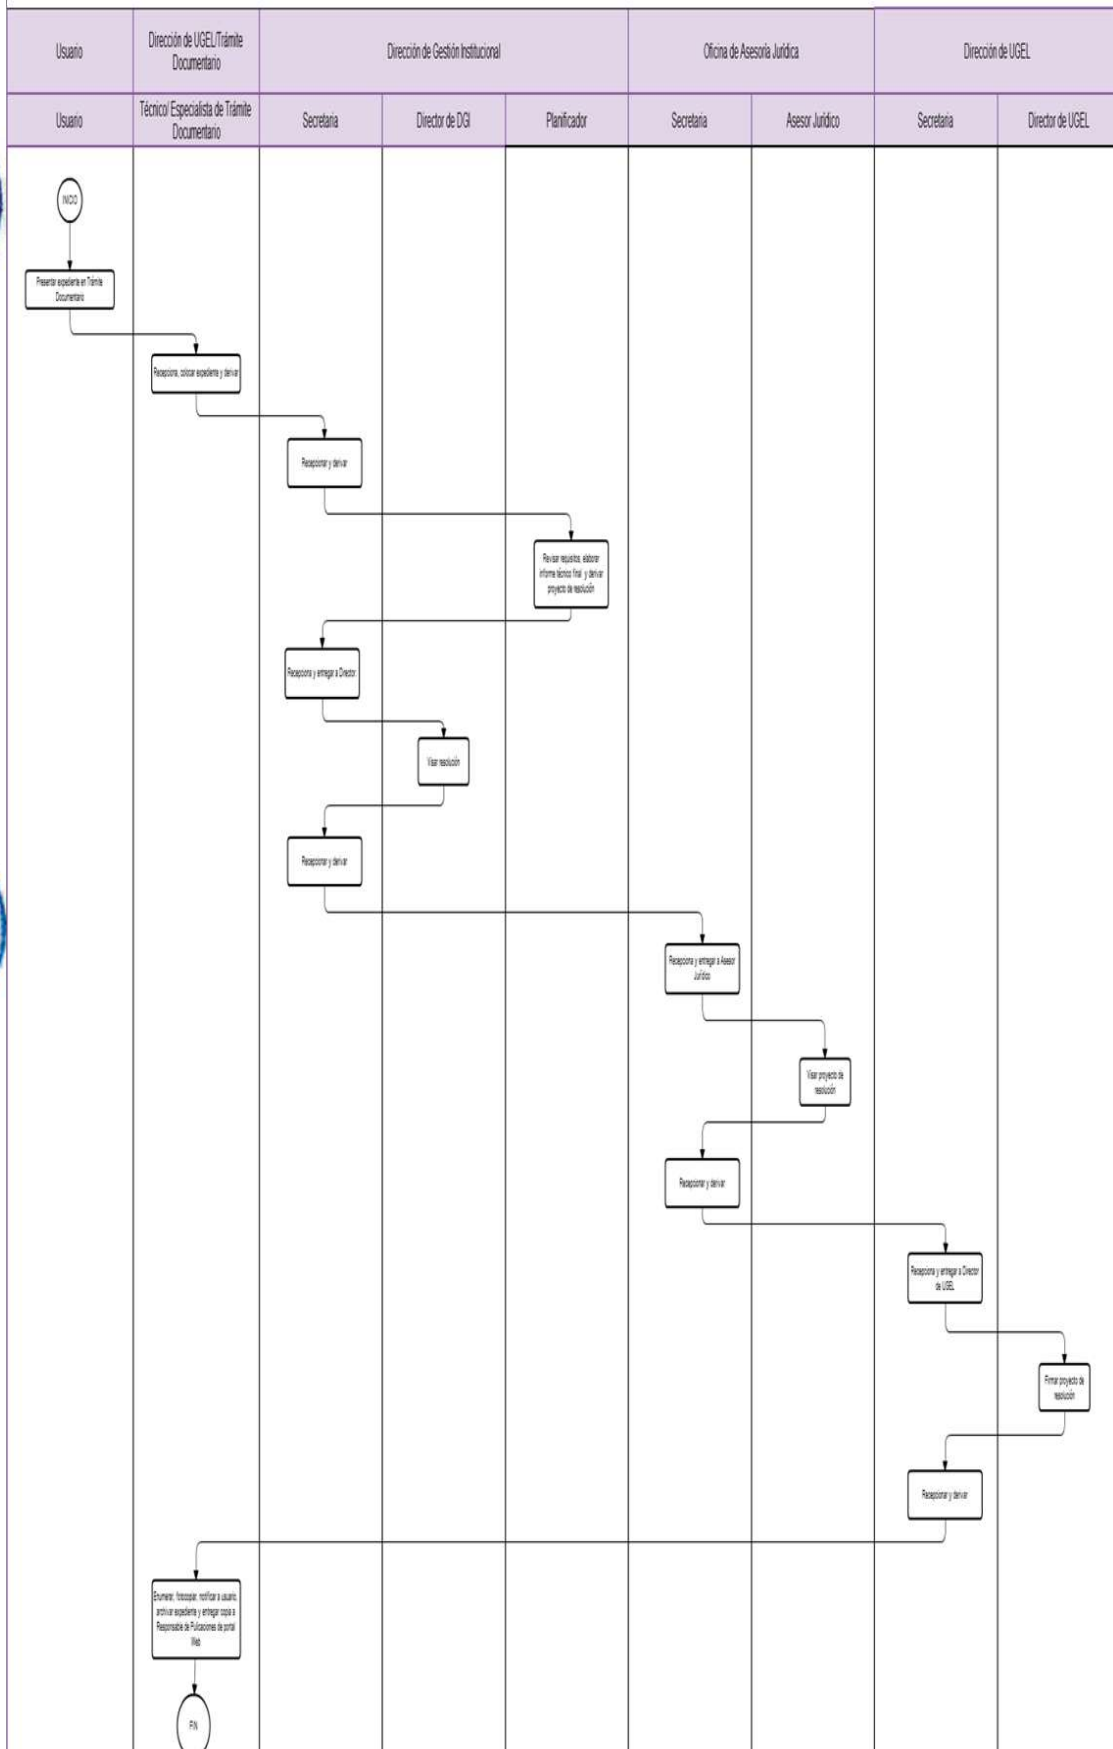 Usuario
Dirección de UGEL/Trámite
Documentario
Dirección de Gestión Institucional
Oficina de Asesoría Jurídica
Dirección de UGEL
Usuario
Técnico/ Especialista de Trámite
Documentario
Secretaria
Director de DGI
Planificador
Secretaria
Asesor Jurídico
Secretaria
Director de UGEL
INICIO
Presentar expediente en Trámite
Documentario
Recepciona, colocar expediente y derivar
Recepcionar y derivar
Revisar requisitos, elaborar
informe técnico final y derivar
proyecto de resolución
Recepciona y entregar a Director.
Visar resolución
Recepcionar y derivar
Recepciona y entregar a Asesor
Jurídico
Visar proyecto de
resolución
Recepcionar y derivar
Recepciona y entregar a Director
de UGEL
Firmar proyecto de
resolución
Recepcionar y derivar
Enumerar, fotocopiar, notificar a usuario,
archivar expediente y entregar copia a
Responsable de Pulicaciones de portal
Web
FIN